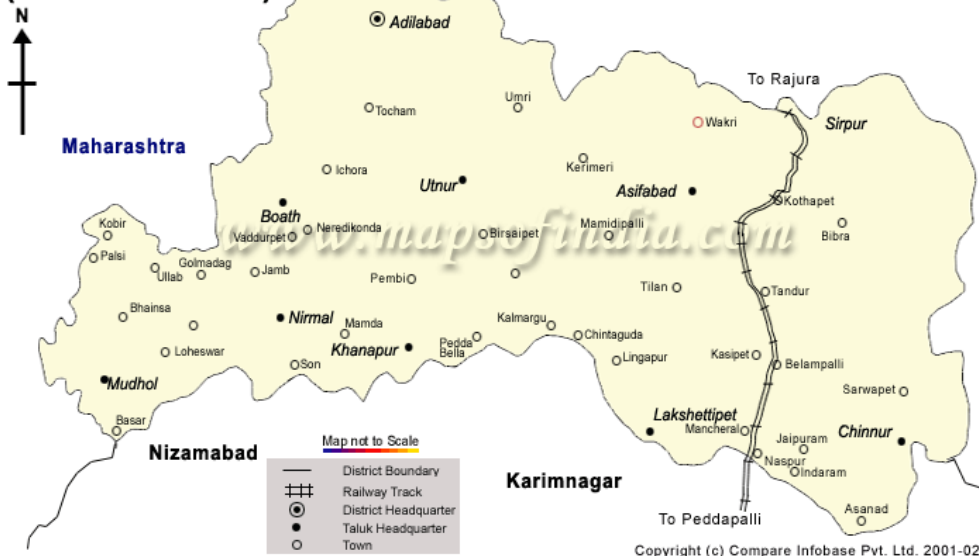 N
Adilabad
To Rajura
Tocham
Umri
Wakri
Sirpur
Maharashtra
Ichora
Kerimeri
Utnur
Asifabad
Kothapet
Boath
www.mapsofindia.com
Kobir
Vaddurpet
Neredikonda
Birsaipet
Mamidipalli
Bibra
Palsi
Ullab
Golmadag
Jamb
Pembi
Tilan
Tandur
Bhainsa
Nirmal
Mamda
Kalmargu
Chintaguda
Loheswar
Khanapur
Pedda
Bella
Son
Lingapur
Kasipet
Belampalli
Mudhol
Sarwapet
Basar
Lakshettipet
Mancheral
Jaipuram
Chinnur
Nizamabad
Map not to Scale
Naspur
Indaram
District Boundary
Railway Track
District Headquarter
Taluk Headquarter
Town
Karimnagar
To Peddapalli
Asanad
Copyright (c) Compare Infobase Pvt. Ltd. 2001-02